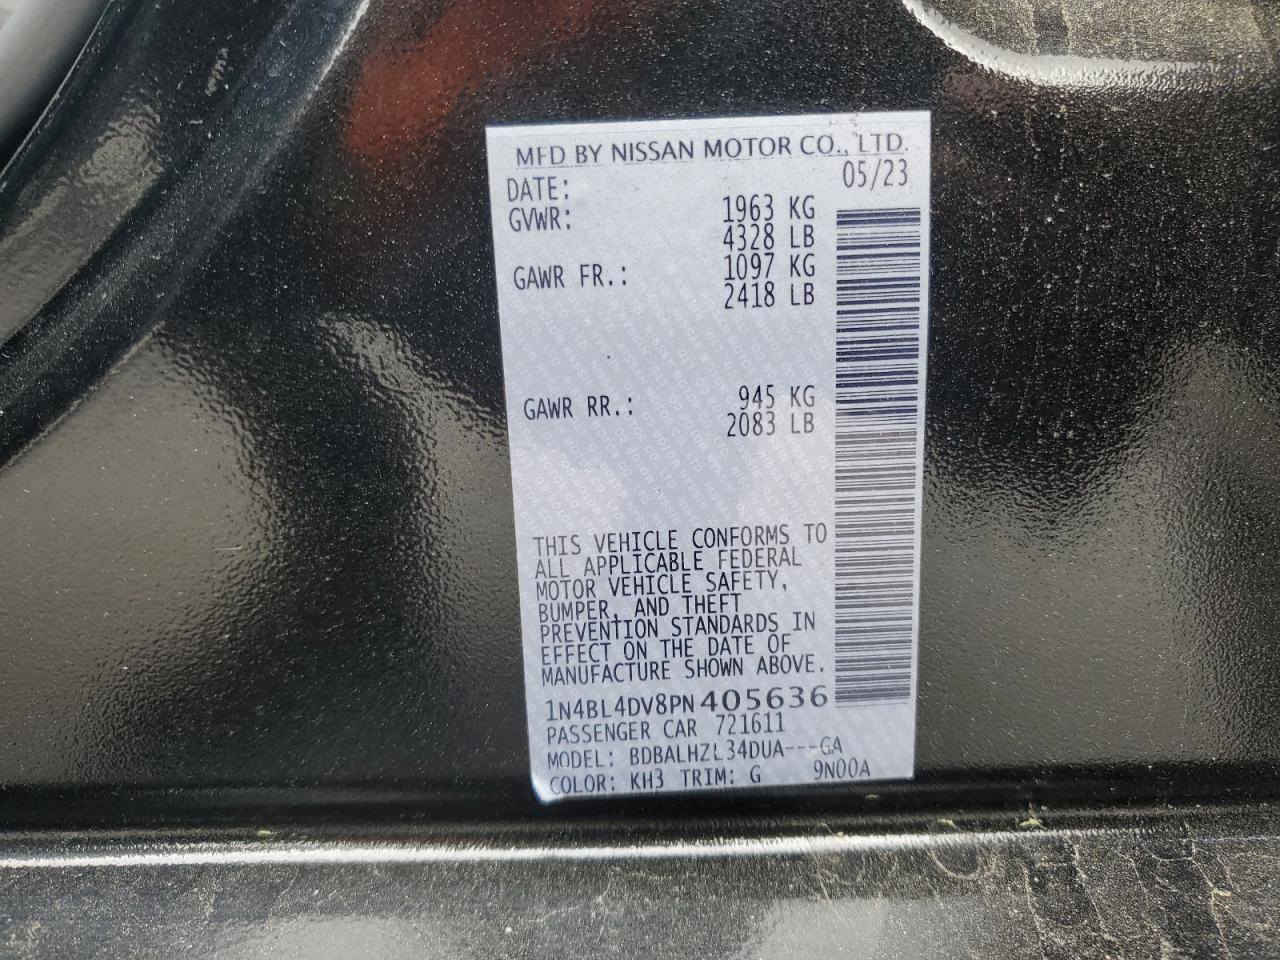 MFD BY NISSAN MOTOR CO., LTD.
DATE: 05/23
GVWR: 1963 KG
4328 LB
GAWR FR.: 1097 KG
2418 LB
GAWR RR.: 945 KG
2083 LB
THIS VEHICLE CONFORMS TO
ALL APPLICABLE FEDERAL
MOTOR VEHICLE SAFETY,
BUMPER, AND THEFT
PREVENTION STANDARDS IN
EFFECT ON THE DATE OF
MANUFACTURE SHOWN ABOVE.
1N4BL4DV8PN405636
PASSENGER CAR 721611
MODEL: BDBALHZL34DUA---GA
COLOR: KH3 TRIM: G 9N00A